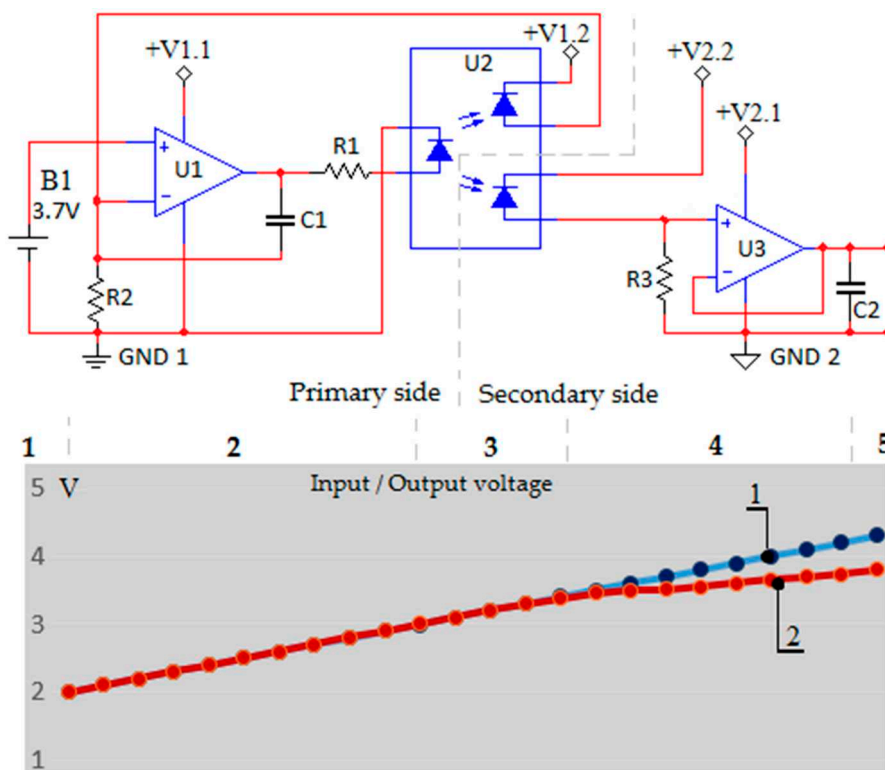 +V1.1
+V1.2
U2
+V2.2
+V2.1
B1
3.7V
+
−
U1
R1
C1
R2
GND 1
+
−
U3
R3
C2
GND 2
Primary side
Secondary side
1 2 3 4 5
V
Input / Output voltage
5
4
3
2
1
1
2